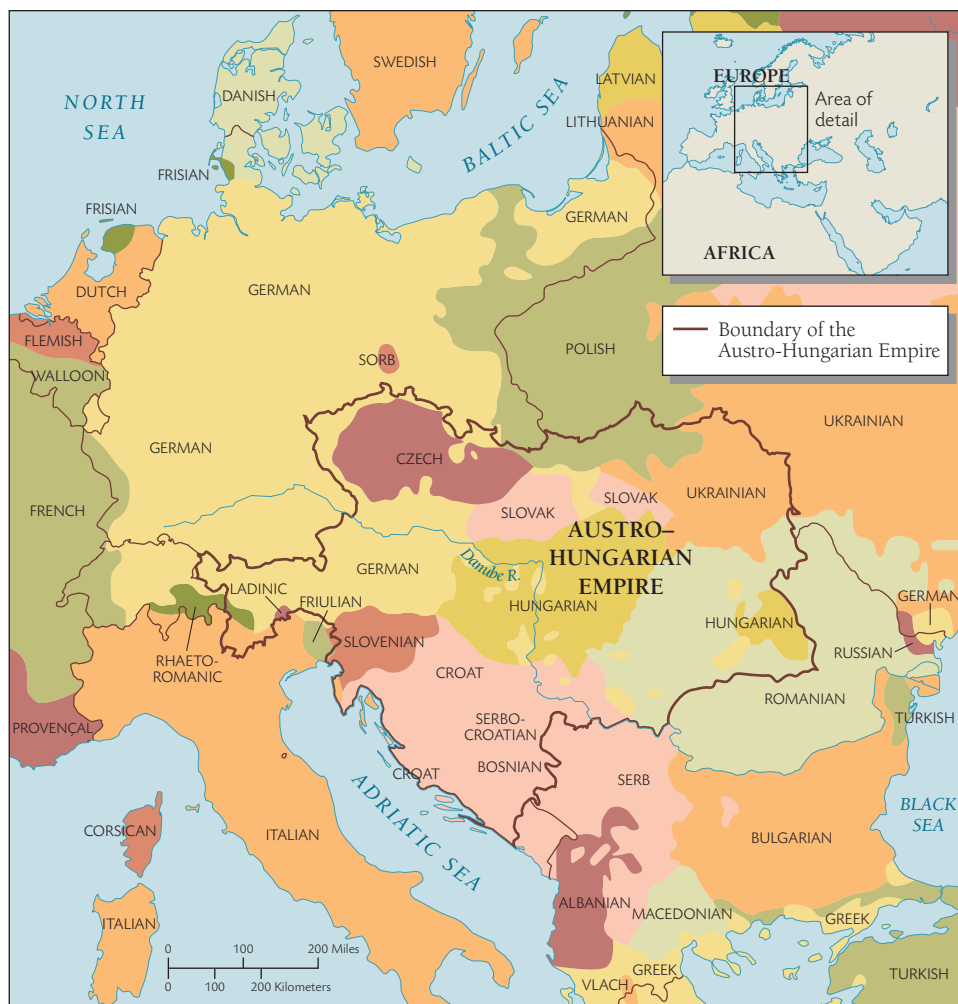 SWEDISH
NORTH
SEA
DANISH
BALTIC SEA
LATVIAN
LITHUANIAN
EUROPE
Area of
detail
AFRICA
FRISIAN
FRISIAN
GERMAN
DUTCH
GERMAN
FLEMISH
WALLOON
SORB
POLISH
Boundary of the
Austro-Hungarian Empire
GERMAN
CZECH
UKRAINIAN
FRENCH
SLOVAK
SLOVAK
UKRAINIAN
AUSTRO–
HUNGARIAN
EMPIRE
Danube R.
GERMAN
LADINIC
FRIULIAN
HUNGARIAN
HUNGARIAN
GERMAN
RHAETO-
ROMANIC
SLOVENIAN
RUSSIAN
CROAT
ROMANIAN
TURKISH
PROVENÇAL
SERBO-
CROATIAN
CROAT
BOSNIAN
SERB
ADRIATIC SEA
BLACK
SEA
CORSICAN
ITALIAN
BULGARIAN
ITALIAN
ALBANIAN
MACEDONIAN
GREEK
0 100 200 Miles
0 100 200 Kilometers
GREEK
VLACH
TURKISH